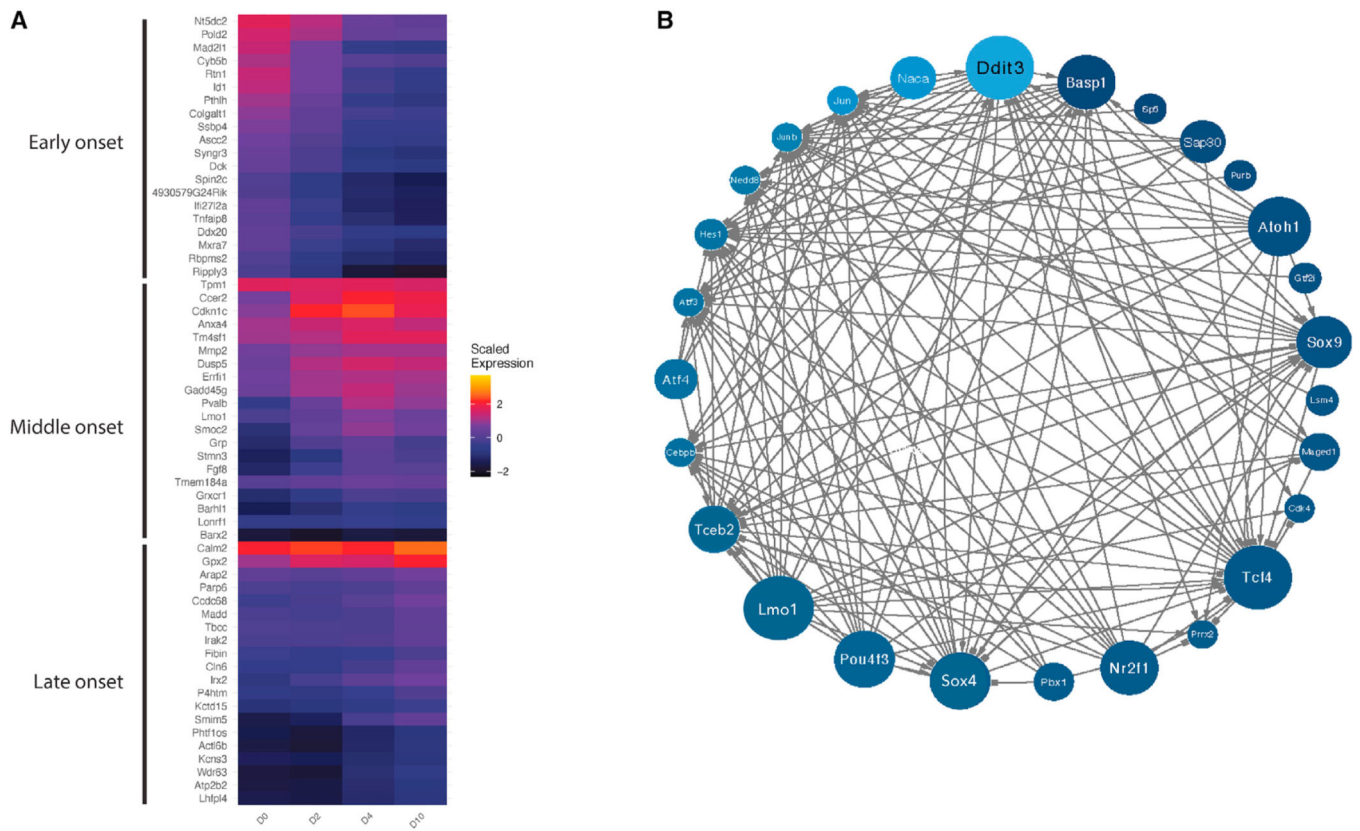 A
Nt5dc2
Pold2
Mad2l1
Cyb5b
Rtn1
Id1
Pthlh
Colgalt1
Ssbp4
Ascc2
Syngr3
Dck
Spin2c
4930579G24Rik
Ifi27l2a
Tnfaip8
Ddx20
Mxra7
Rbpms2
Ripply3
Early onset
Tpm1
Ccer2
Cdkn1c
Anxa4
Tm4sf1
Mmp2
Dusp5
Errfi1
Gadd45g
Pvalb
Lmo1
Smoc2
Grp
Stmn3
Fgf8
Tmem184a
Grxcr1
Barhl1
Lonrf1
Barx2
Middle onset
Calm2
Gpx2
Arap2
Parp6
Ccdc68
Madd
Tbcc
Irak2
Fibin
Cln6
Irx2
P4htm
Kctd15
Smim5
Phtf1os
Actl6b
Kcns3
Wdr63
Atp2b2
Lhfpl4
Late onset
D0
D2
D4
D10
Scaled
Expression
2
0
−2
B
Ddit3
Basp1
Sp5
Sap30
Purb
Atoh1
Gtf2i
Sox9
Lsm4
Maged1
Cdk4
Tcf4
Prrx2
Nr2f1
Pbx1
Sox4
Pou4f3
Lmo1
Tceb2
Cebpb
Atf4
Atf3
Hes1
Nedd8
Junb
Jun
Naca